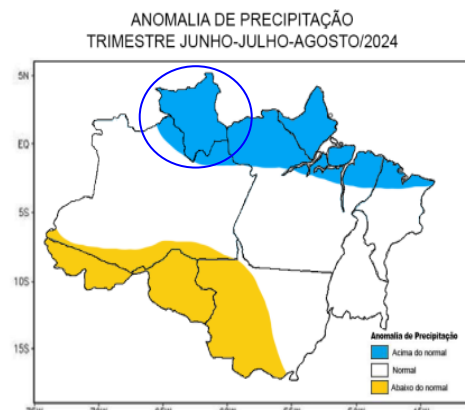 ANOMALIA DE PRECIPITAÇÃO
TRIMESTRE JUNHO-JULHO-AGOSTO/2024
5N
EQ
5S
10S
15S
Anomalia de Precipitação
Acima do normal
Normal
Abaixo do normal